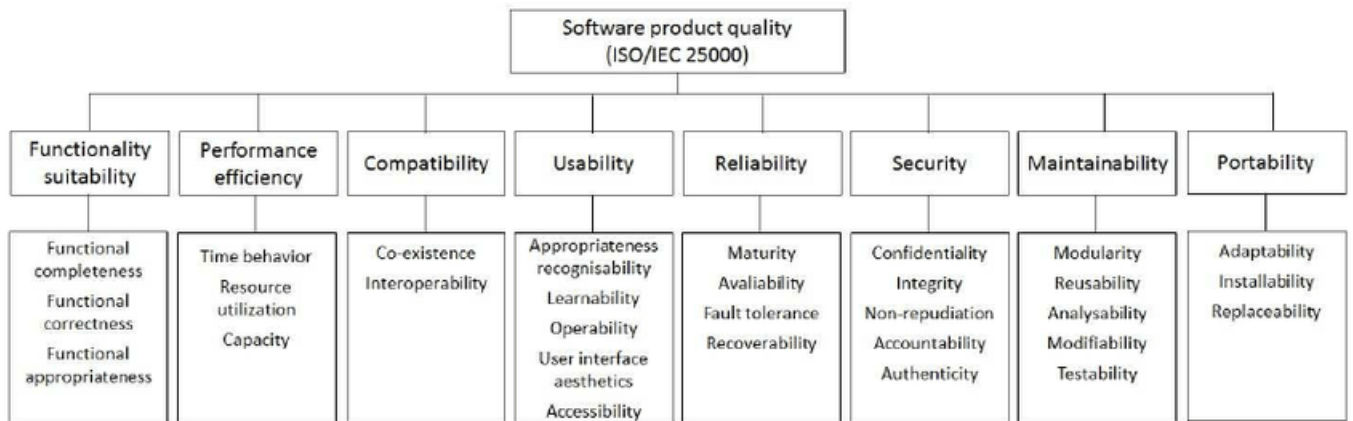 Software product quality
(ISO/IEC 25000)
Functionality
suitability
Performance
efficiency
Compatibility
Usability
Reliability
Security
Maintainability
Portability
Functional
completeness
Functional
correctness
Functional
appropriateness
Time behavior
Resource
utilization
Capacity
Co-existence
Interoperability
Appropriateness
recognisability
Learnability
Operability
User interface
aesthetics
Accessibility
Maturity
Avaliability
Fault tolerance
Recoverability
Confidentiality
Integrity
Non-repudiation
Accountability
Authenticity
Modularity
Reusability
Analysability
Modifiability
Testability
Adaptability
Installability
Replaceability